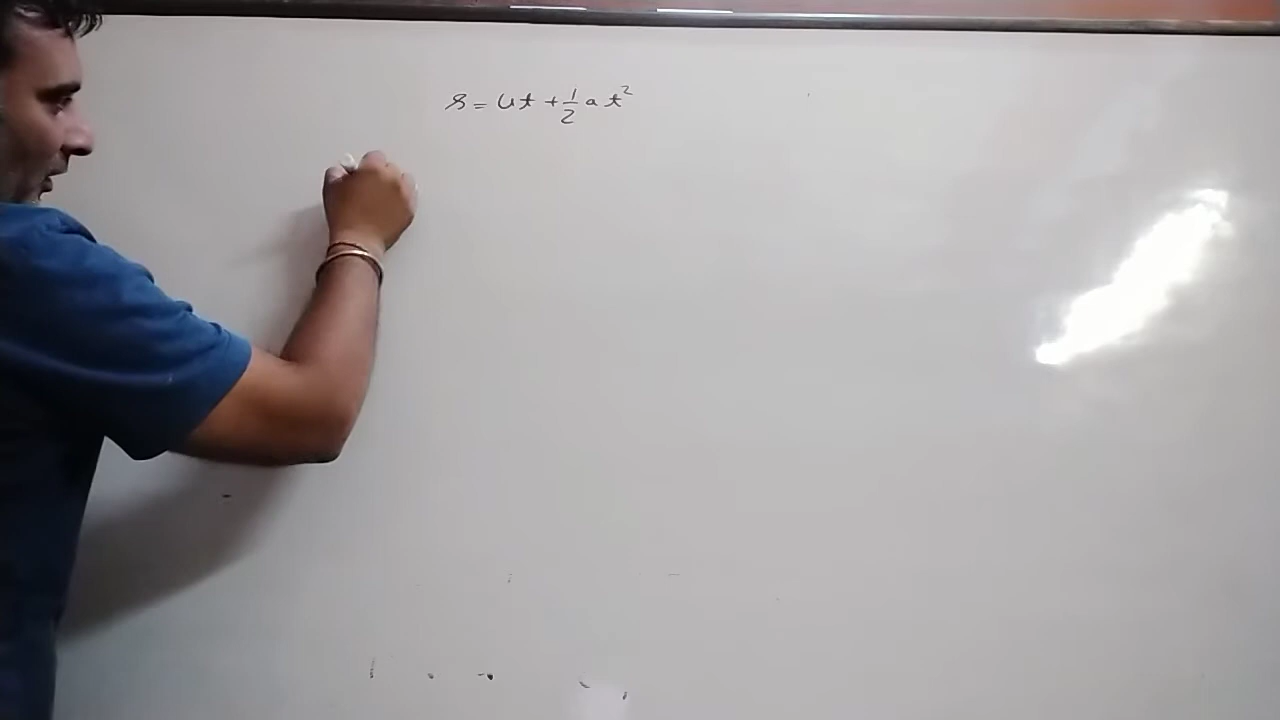 s = ut + 1/2 at²